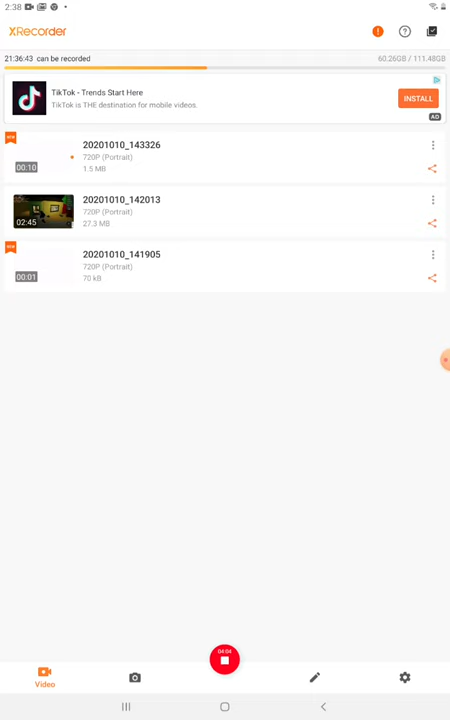 2:38
XRecorder
21:36:43 can be recorded
60.26GB / 111.48GB
TikTok - Trends Start Here
TikTok is THE destination for mobile videos.
INSTALL
AD
NEW
20201010_143326
720P (Portrait)
1.5 MB
00:10
20201010_142013
720P (Portrait)
27.3 MB
02:45
NEW
20201010_141905
720P (Portrait)
70 kB
00:01
04:04
Video